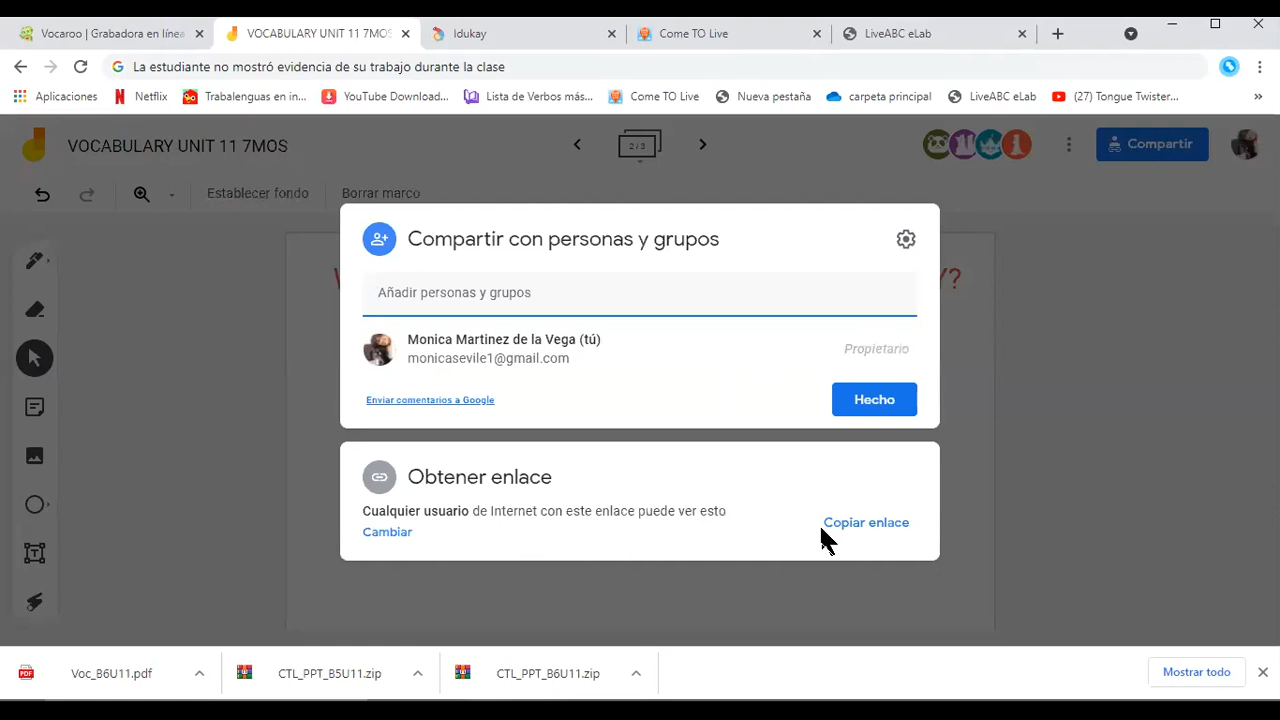 Vocaroo | Grabadora en línea
VOCABULARY UNIT 11 7MOS
Idukay
Come TO Live
LiveABC eLab
La estudiante no mostró evidencia de su trabajo durante la clase
Aplicaciones
Netflix
Trabalenguas en in...
YouTube Download...
Lista de Verbos más...
Come TO Live
Nueva pestaña
carpeta principal
LiveABC eLab
(27) Tongue Twister...
»
VOCABULARY UNIT 11 7MOS
2/3
Compartir
Establecer fondo
Borrar marco
Compartir con personas y grupos
Añadir personas y grupos
Monica Martinez de la Vega (tú)
monicasevile1@gmail.com
Propietario
Enviar comentarios a Google
Hecho
Obtener enlace
Cualquier usuario de Internet con este enlace puede ver esto
Cambiar
Copiar enlace
Voc_B6U11.pdf
CTL_PPT_B5U11.zip
CTL_PPT_B6U11.zip
Mostrar todo